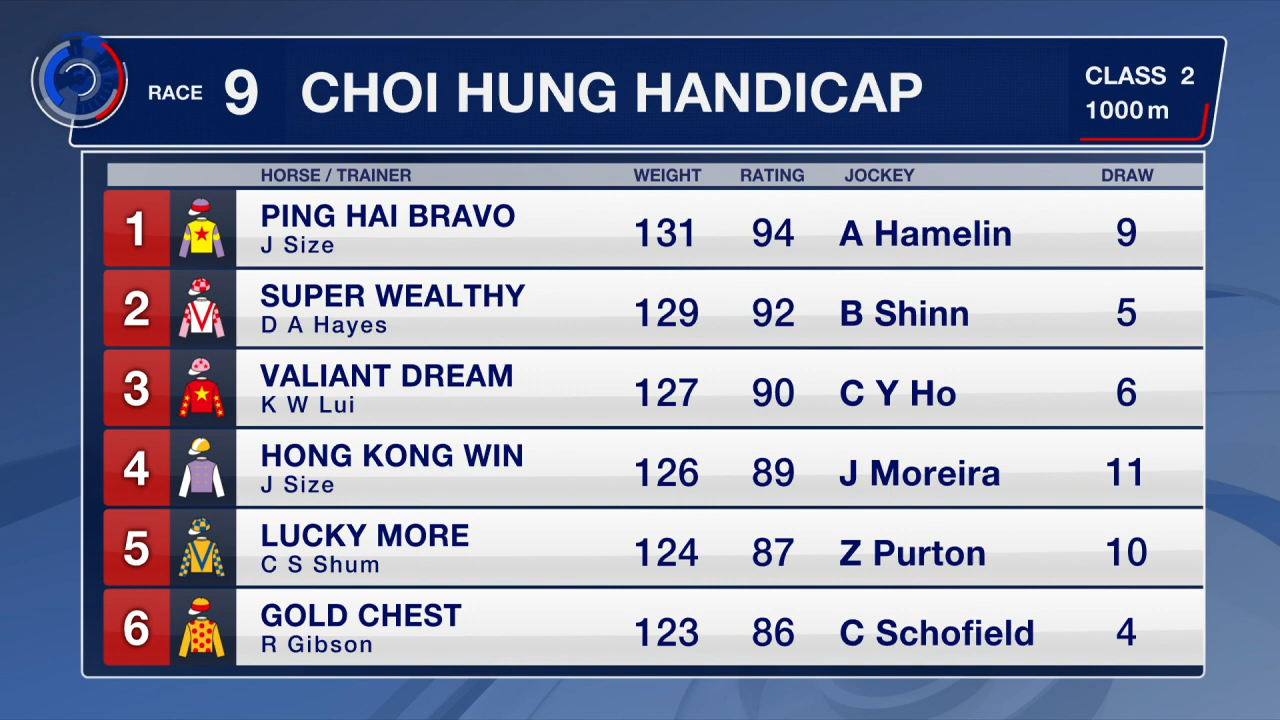 RACE 9 CHOI HUNG HANDICAP CLASS 2
1000m
HORSE / TRAINER WEIGHT RATING JOCKEY DRAW
1 PING HAI BRAVO 131 94 A Hamelin 9
J Size
2 SUPER WEALTHY 129 92 B Shinn 5
D A Hayes
3 VALIANT DREAM 127 90 C Y Ho 6
K W Lui
4 HONG KONG WIN 126 89 J Moreira 11
J Size
5 LUCKY MORE 124 87 Z Purton 10
C S Shum
6 GOLD CHEST 123 86 C Schofield 4
R Gibson